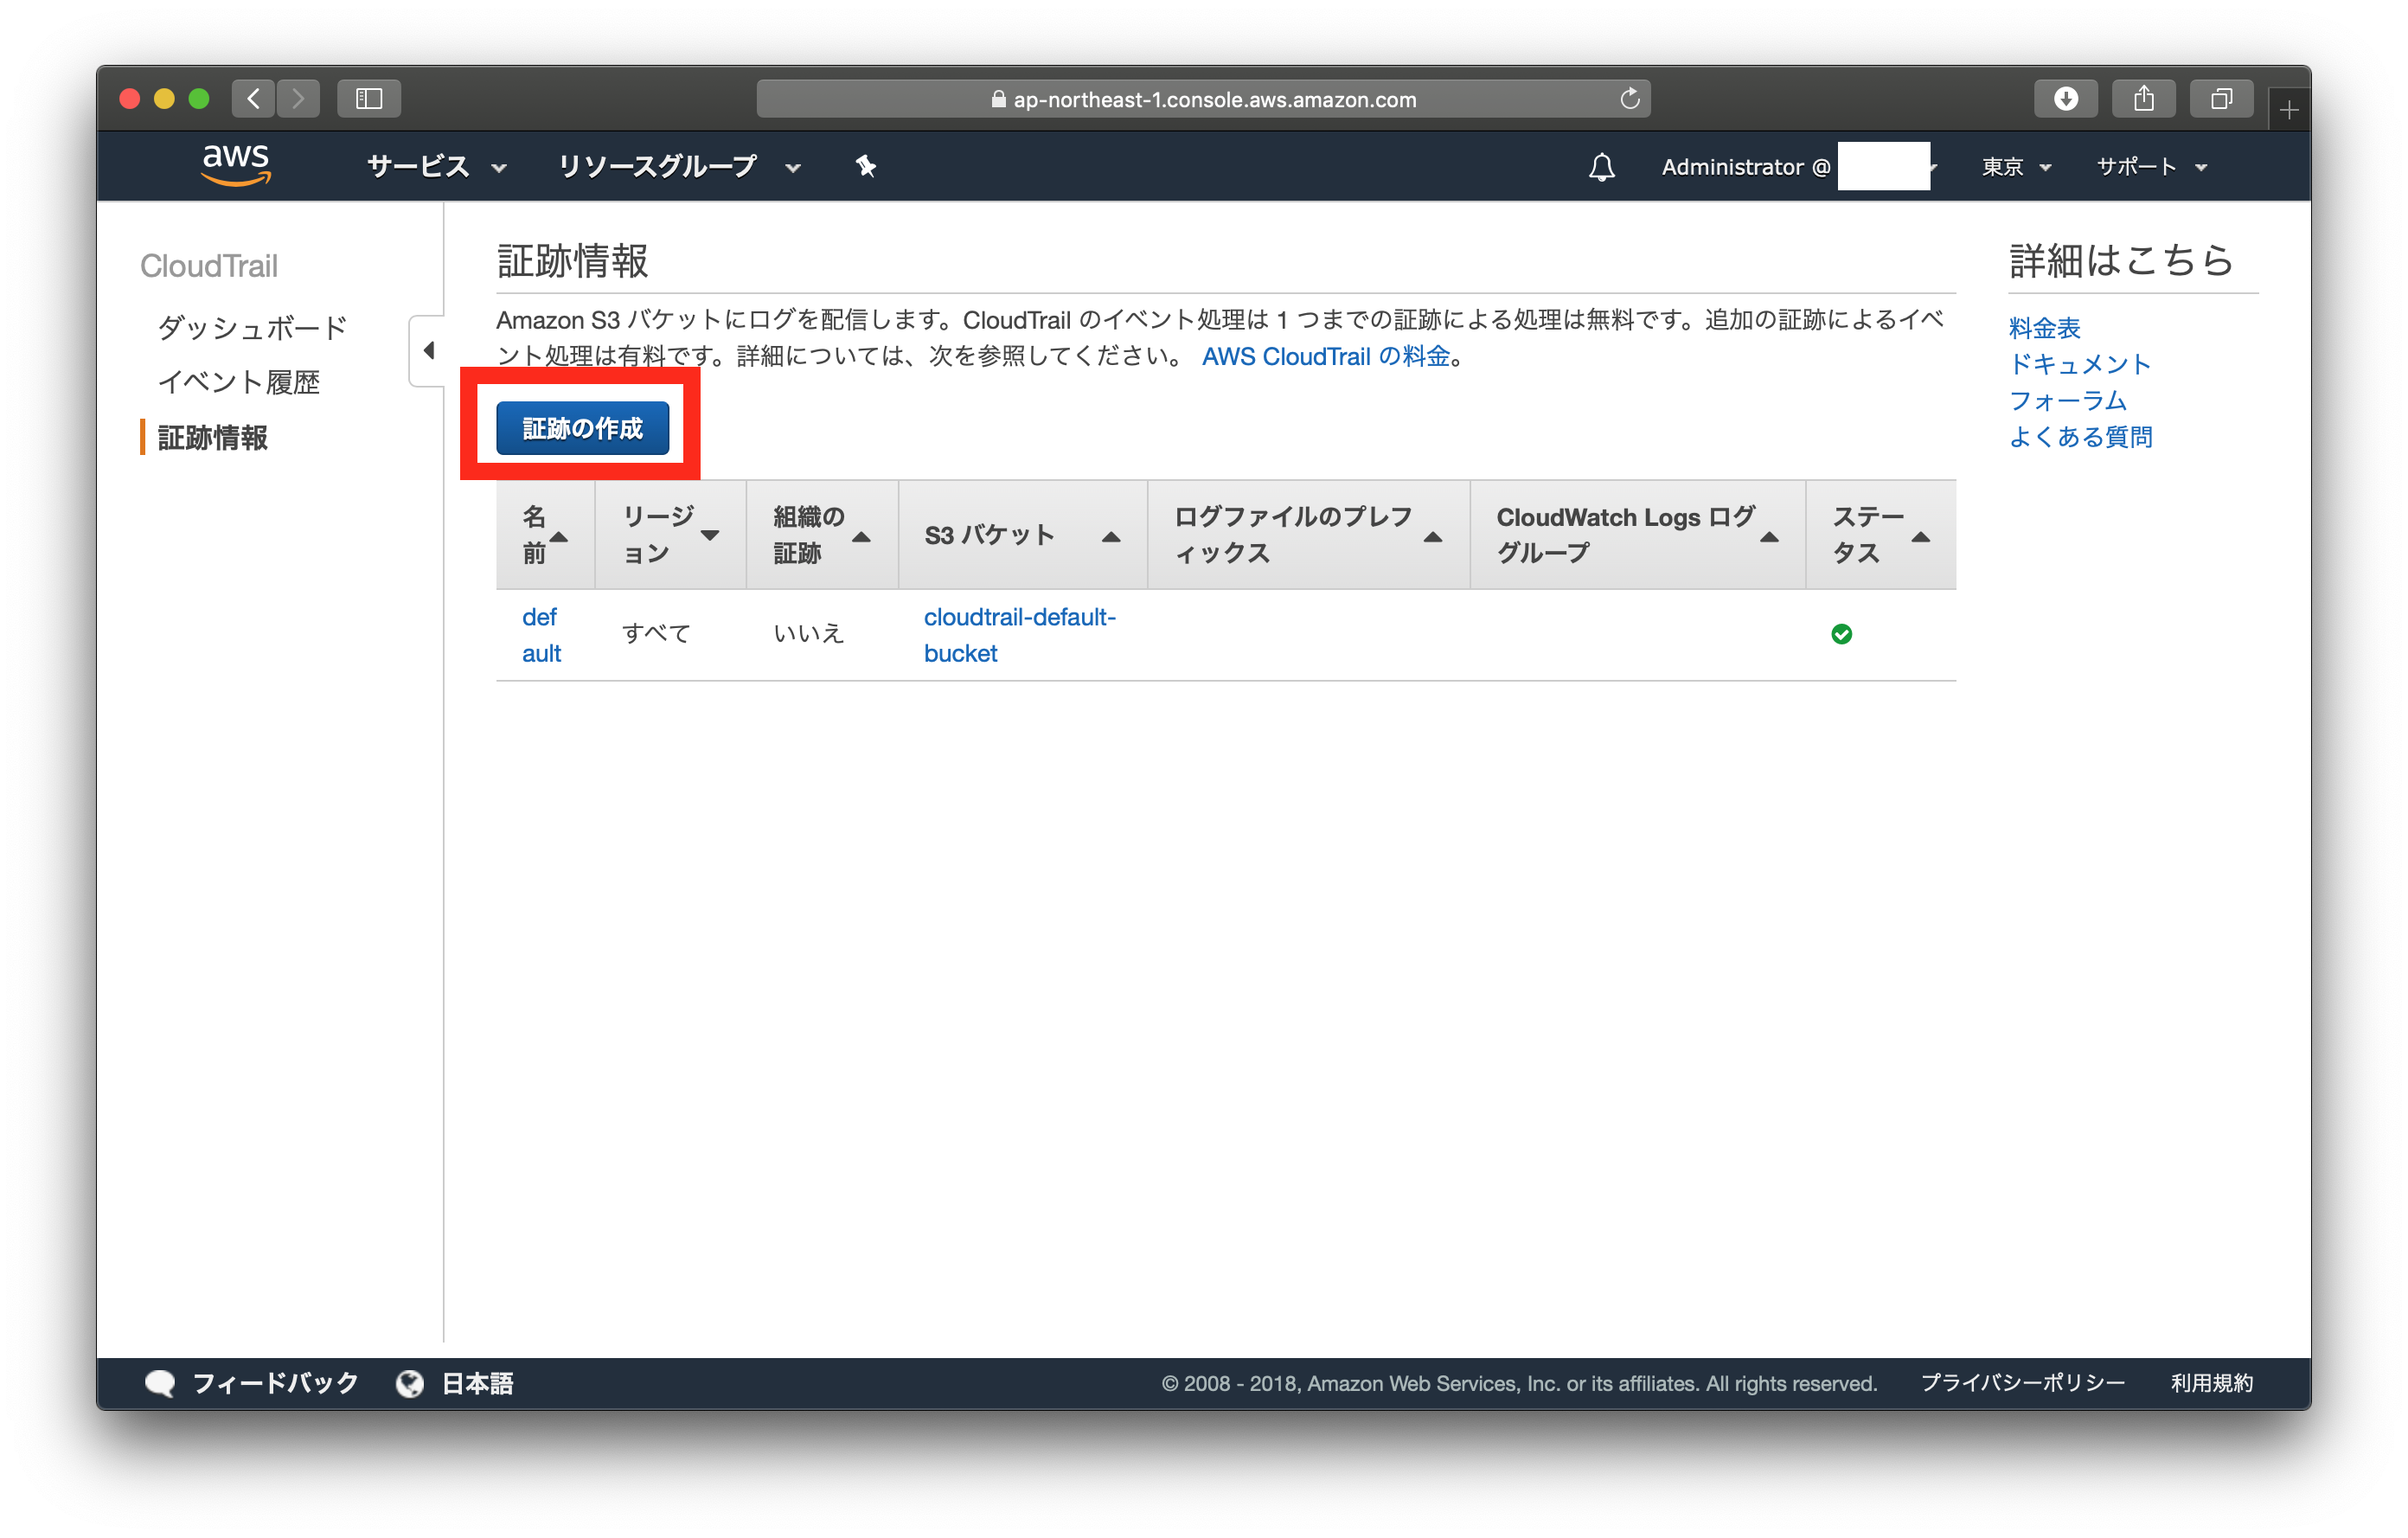 ap-northeast-1.console.aws.amazon.com
aws
サービス
リソースグループ
Administrator @
東京
サポート
CloudTrail
ダッシュボード
イベント履歴
証跡情報
証跡情報
Amazon S3 バケットにログを配信します。CloudTrail のイベント処理は 1 つまでの証跡による処理は無料です。追加の証跡によるイベ
ント処理は有料です。詳細については、次を参照してください。 AWS CloudTrail の料金。
証跡の作成
名
前
リージ
ョン
組織の
証跡
S3 バケット
ログファイルのプレフ
ィックス
CloudWatch Logs ログ
グループ
ステー
タス
def
ault
すべて
いいえ
cloudtrail-default-
bucket
詳細はこちら
料金表
ドキュメント
フォーラム
よくある質問
フィードバック
日本語
© 2008 - 2018, Amazon Web Services, Inc. or its affiliates. All rights reserved.
プライバシーポリシー
利用規約